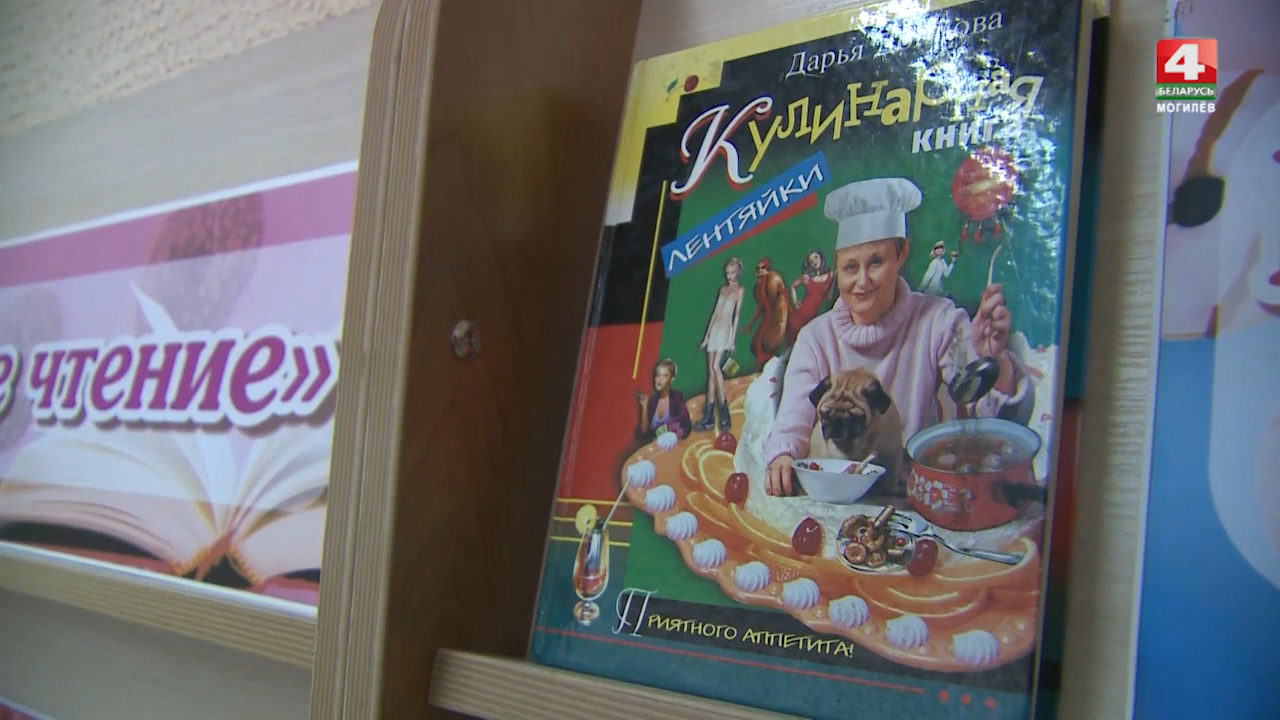 Дарья
Кулинарная
книга
ЛЕНТЯЙКИ
ПРИЯТНОГО АППЕТИТА!
чтение»
4
БЕЛАРУСЬ
МОГИЛЁВ